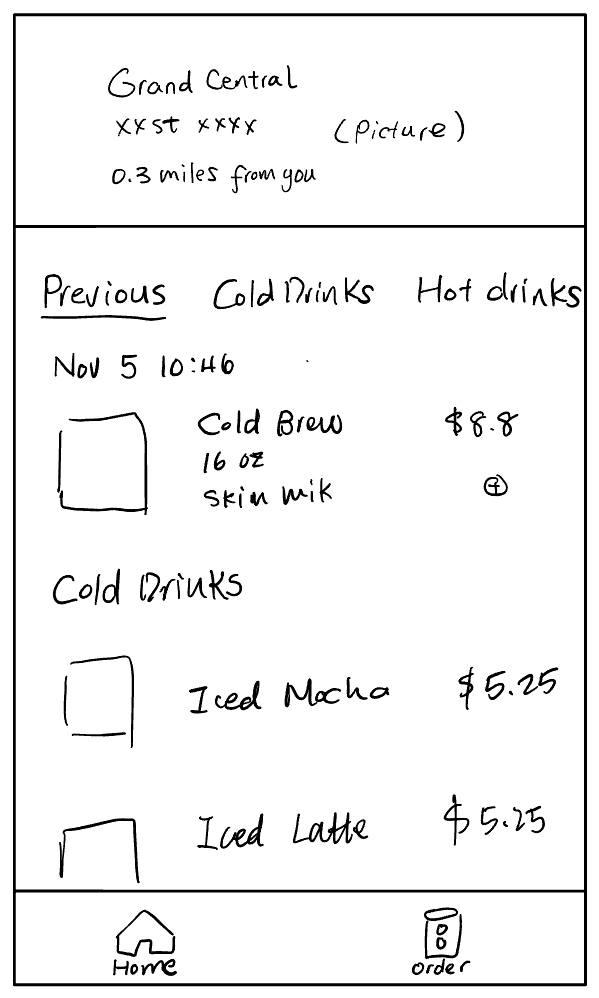 Grand Central
xxst xxxx
(Picture)
0.3 miles from you
Previous Cold Drinks Hot drinks
Nov 5 10:46
Cold Brew $8.8
16 oz
skim mik
Cold Drinks
Iced Mocha $5.25
Iced Latte $5.25
Home order